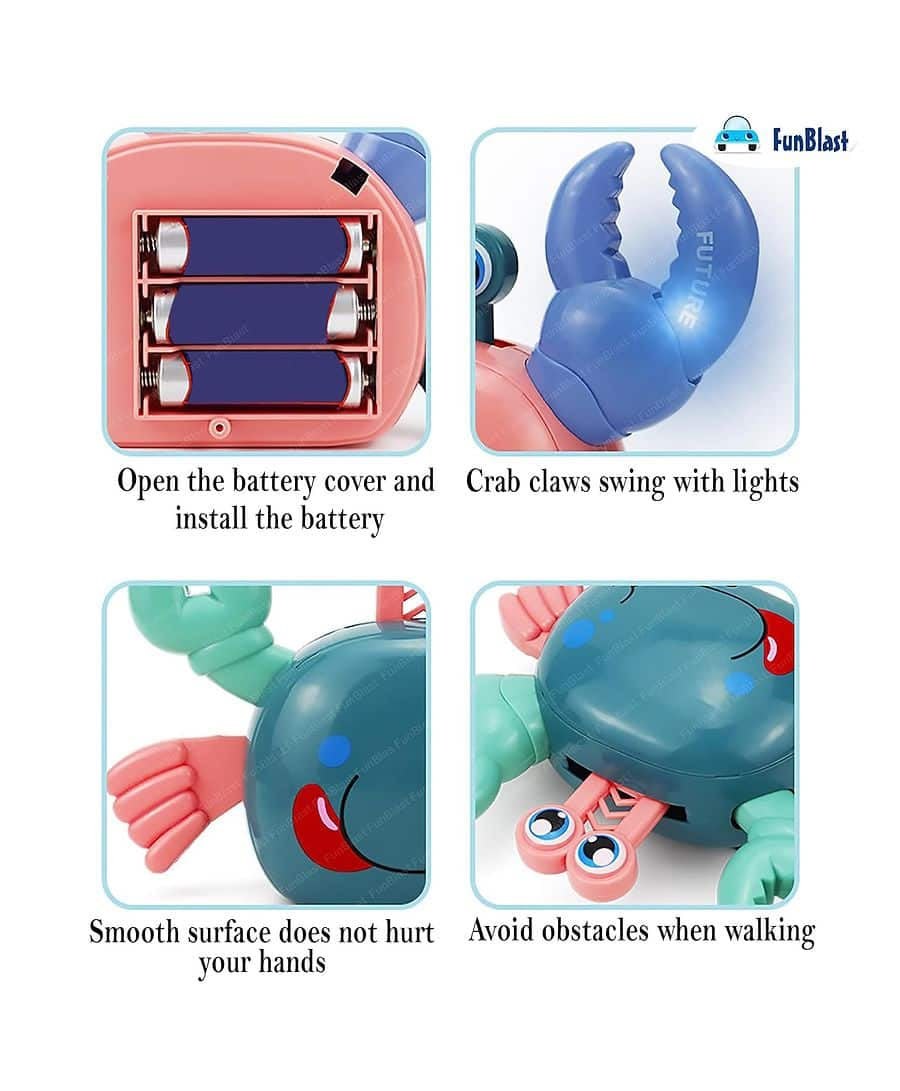 FunBlast
FUTURE
Open the battery cover and
install the battery
Crab claws swing with lights
Smooth surface does not hurt
your hands
Avoid obstacles when walking